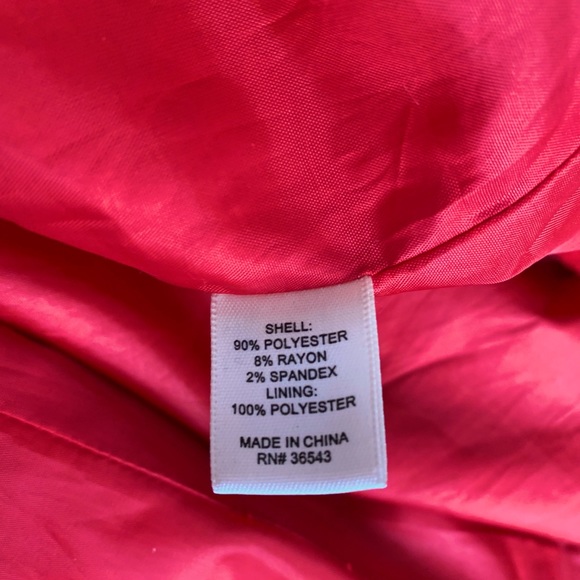 SHELL:
90% POLYESTER
8% RAYON
2% SPANDEX
LINING:
100% POLYESTER
MADE IN CHINA
RN# 36543